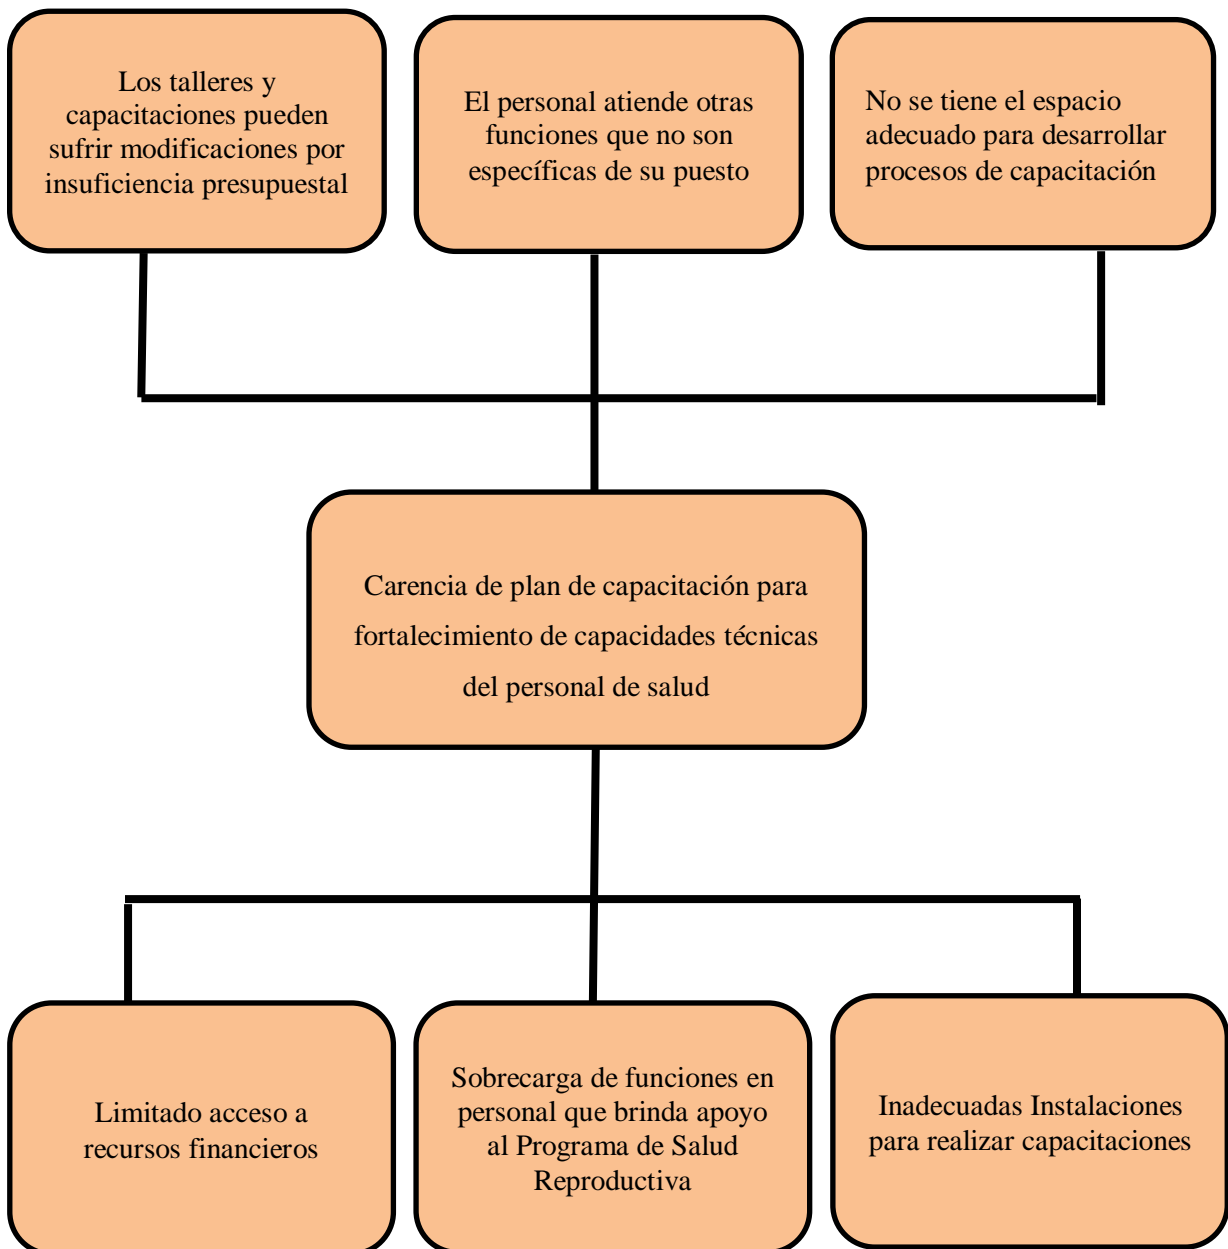 Los talleres y
capacitaciones pueden
sufrir modificaciones por
insuficiencia presupuestal
El personal atiende otras
funciones que no son
específicas de su puesto
No se tiene el espacio
adecuado para desarrollar
procesos de capacitación
Carencia de plan de capacitación para
fortalecimiento de capacidades técnicas
del personal de salud
Limitado acceso a
recursos financieros
Sobrecarga de funciones en
personal que brinda apoyo
al Programa de Salud
Reproductiva
Inadecuadas Instalaciones
para realizar capacitaciones